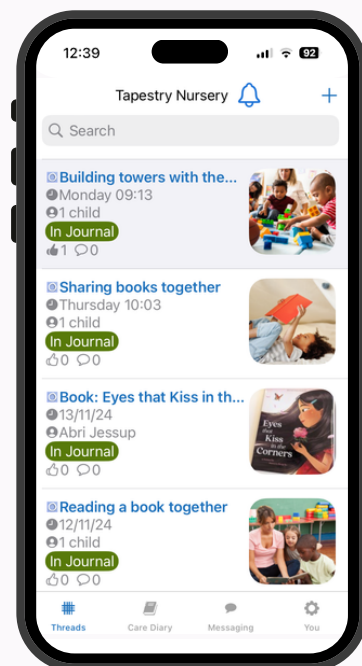 12:39
92
Tapestry Nursery
Search
Building towers with the...
Monday 09:13
1 child
In Journal
1 0
Sharing books together
Thursday 10:03
1 child
In Journal
0 0
Book: Eyes that Kiss in th...
13/11/24
Abri Jessup
In Journal
0 0
Eyes
that
Kiss
in the
Corners
Reading a book together
12/11/24
1 child
In Journal
0 0
Threads
Care Diary
Messaging
You